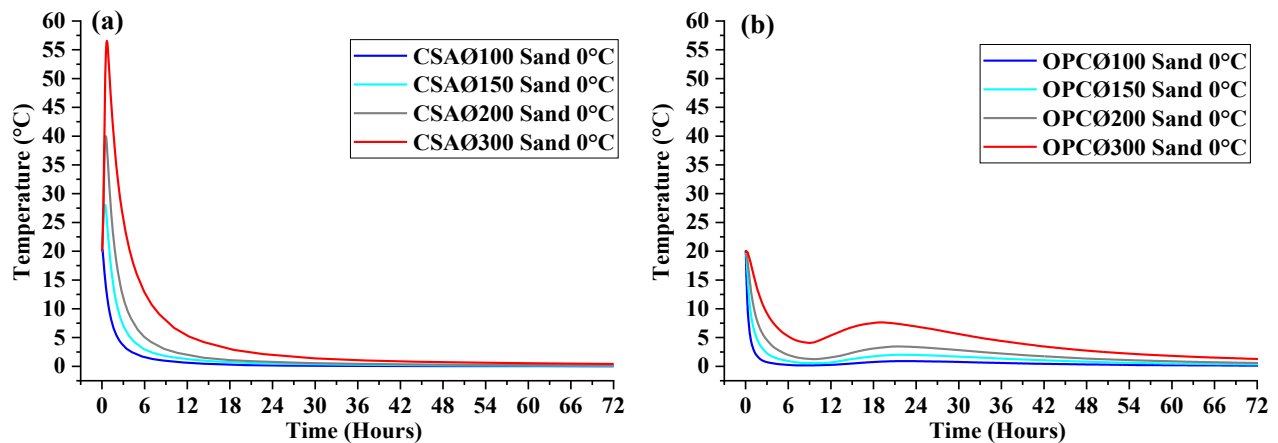 (a)
60
55
50
45
40
35
30
25
20
15
10
5
0
Temperature (°C)
CSAØ100 Sand 0°C
CSAØ150 Sand 0°C
CSAØ200 Sand 0°C
CSAØ300 Sand 0°C
0 6 12 18 24 30 36 42 48 54 60 66 72
Time (Hours)
(b)
60
55
50
45
40
35
30
25
20
15
10
5
0
Temperature (°C)
OPCØ100 Sand 0°C
OPCØ150 Sand 0°C
OPCØ200 Sand 0°C
OPCØ300 Sand 0°C
0 6 12 18 24 30 36 42 48 54 60 66 72
Time (Hours)